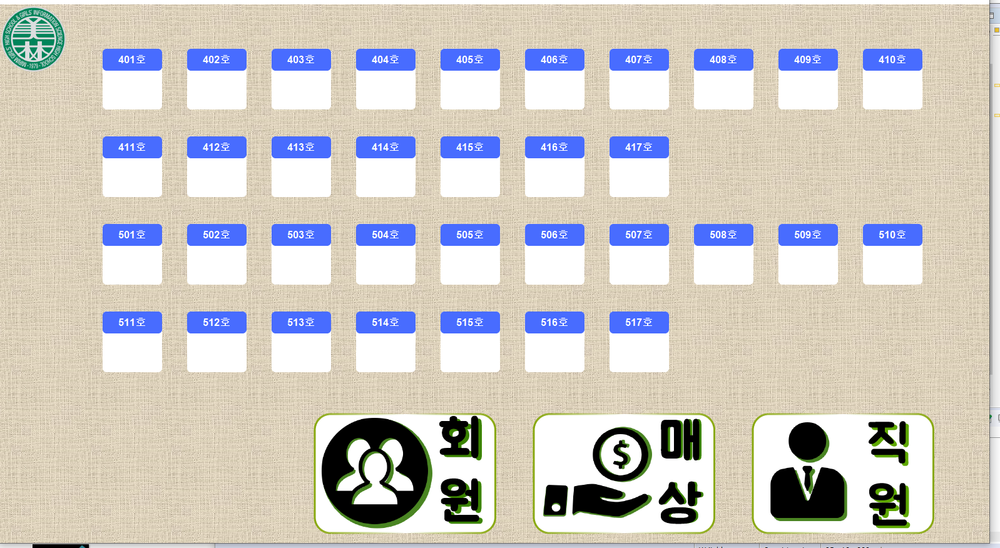 MIRIM GIRLS' HIGH SCHOOL & GIRLS' INFORMATION SCIENCE HIGH SCHOOL · 1979 ·
401호 402호 403호 404호 405호 406호 407호 408호 409호 410호
411호 412호 413호 414호 415호 416호 417호
501호 502호 503호 504호 505호 506호 507호 508호 509호 510호
511호 512호 513호 514호 515호 516호 517호
회원
$
매상
직원